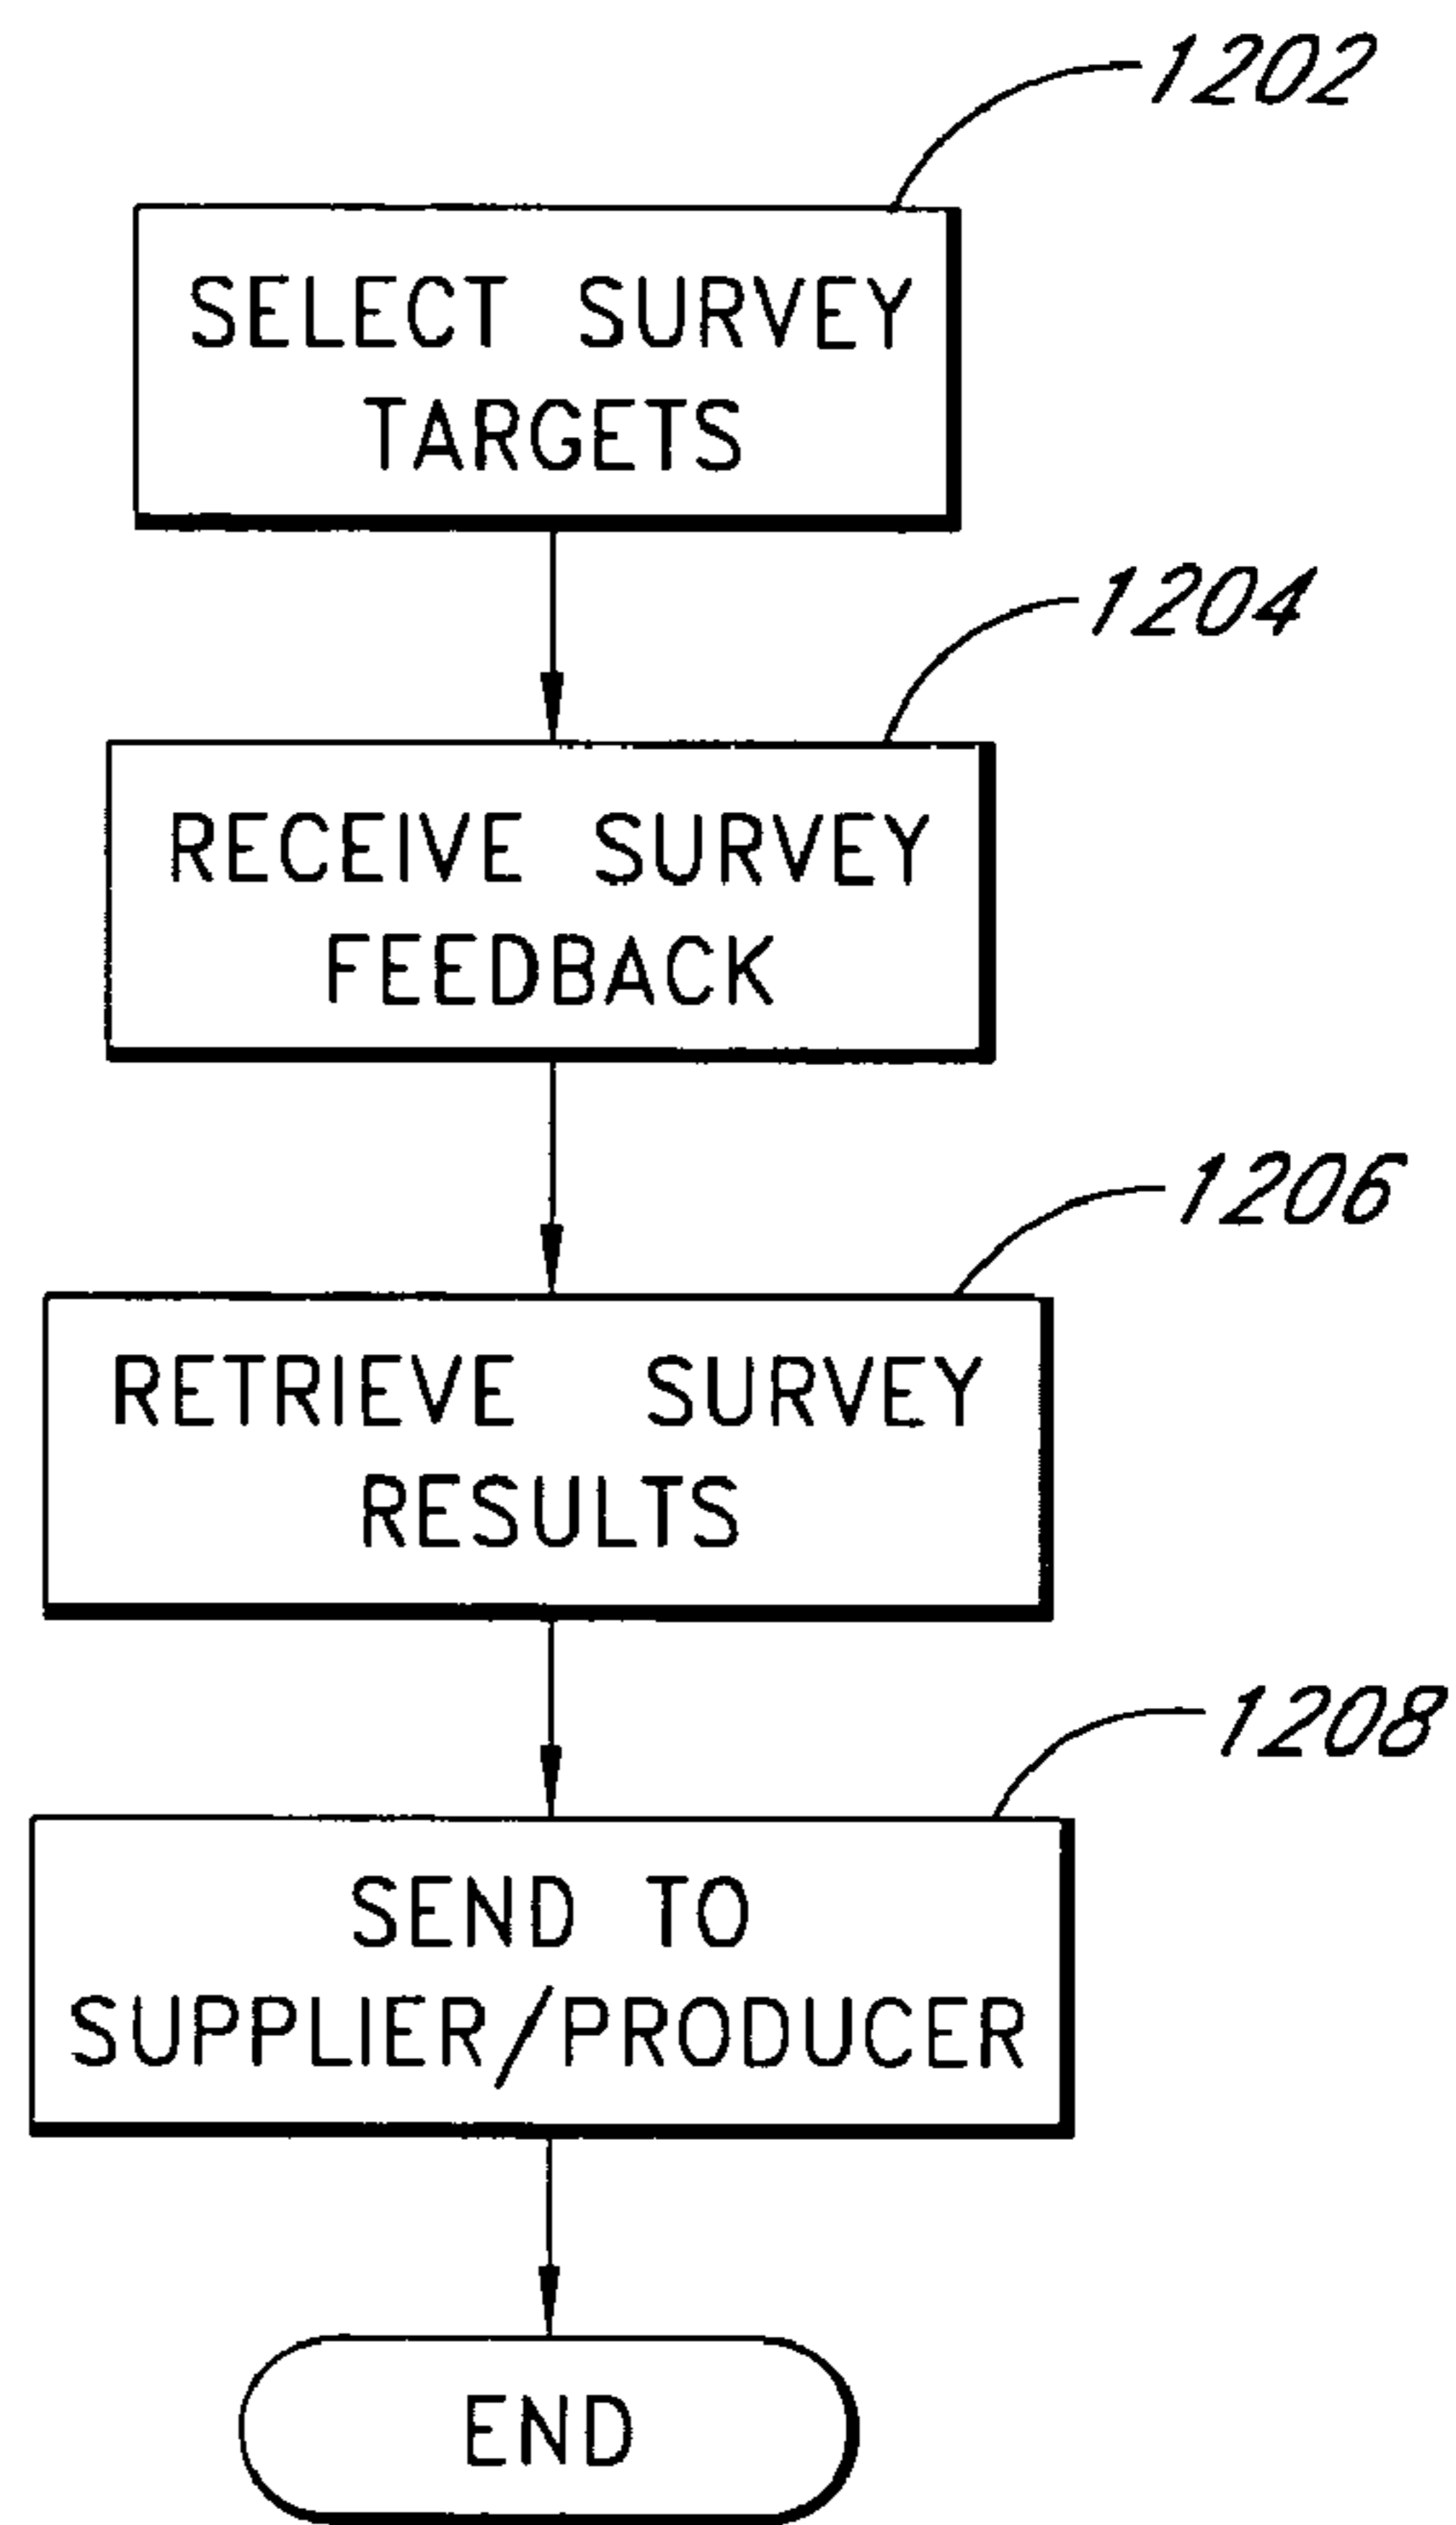 1202
SELECT SURVEY
TARGETS
1204
RECEIVE SURVEY
FEEDBACK
1206
RETRIEVE SURVEY
RESULTS
1208
SEND TO
SUPPLIER/PRODUCER
END